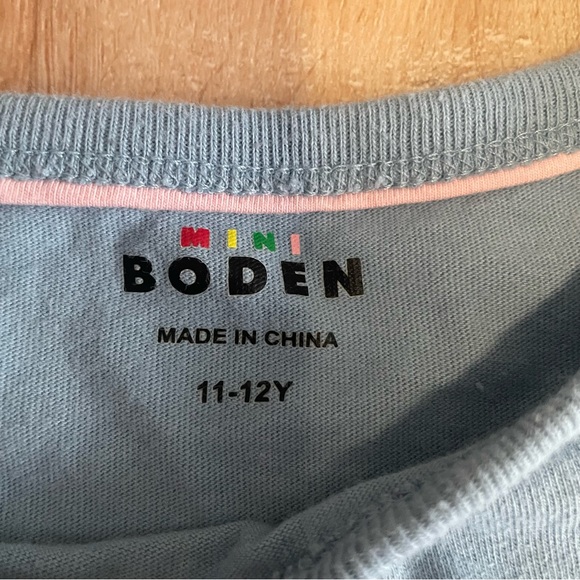 MINI
BODEN
MADE IN CHINA
11-12Y